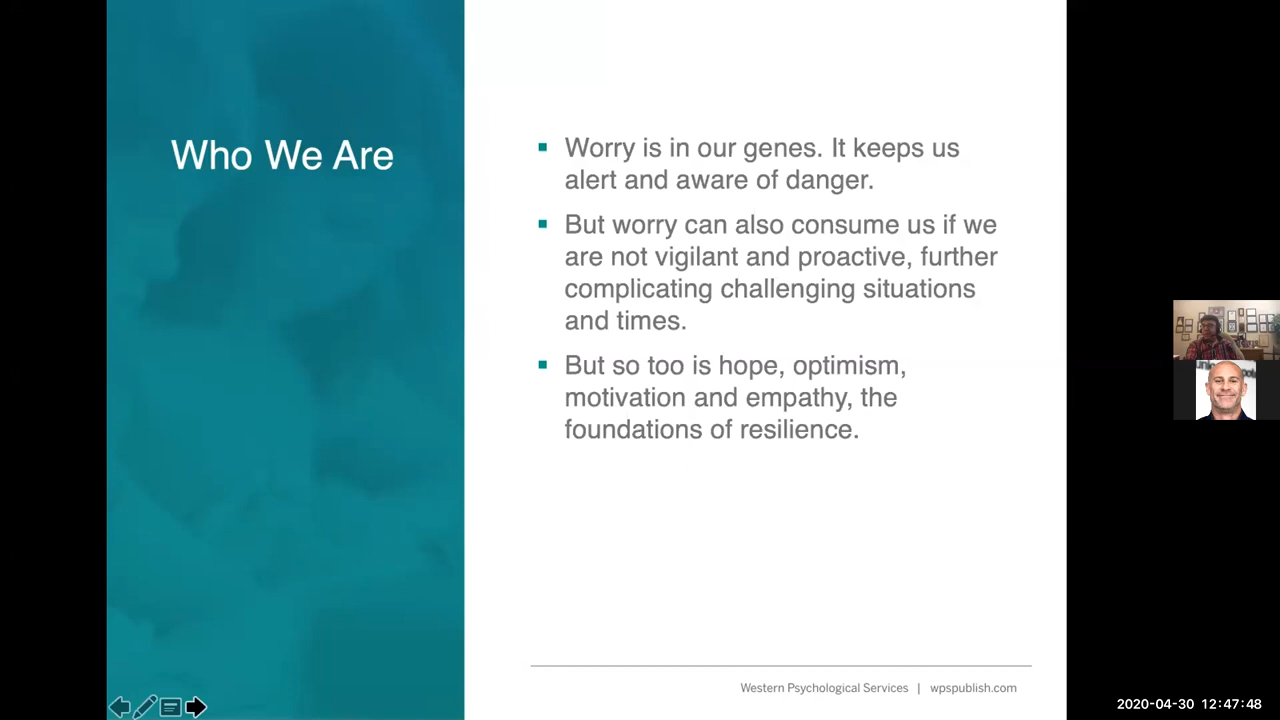 Who We Are
Worry is in our genes. It keeps us
alert and aware of danger.
But worry can also consume us if we
are not vigilant and proactive, further
complicating challenging situations
and times.
But so too is hope, optimism,
motivation and empathy, the
foundations of resilience.
Western Psychological Services | wpspublish.com
2020-04-30 12:47:48